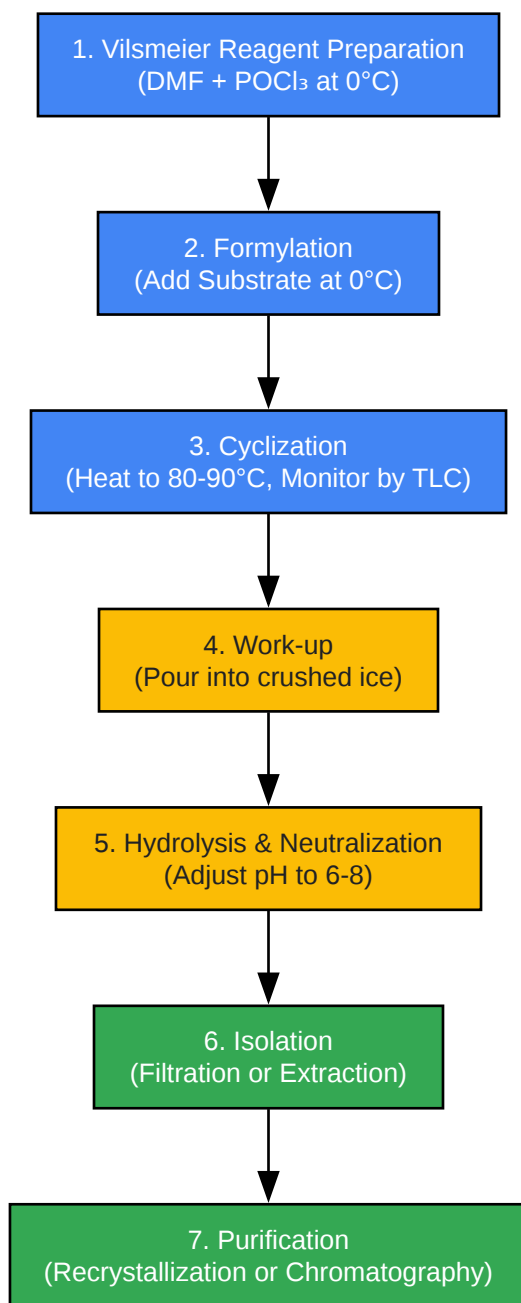 1. Vilsmeier Reagent Preparation
(DMF + POCl₃ at 0°C)
2. Formylation
(Add Substrate at 0°C)
3. Cyclization
(Heat to 80-90°C, Monitor by TLC)
4. Work-up
(Pour into crushed ice)
5. Hydrolysis & Neutralization
(Adjust pH to 6-8)
6. Isolation
(Filtration or Extraction)
7. Purification
(Recrystallization or Chromatography)